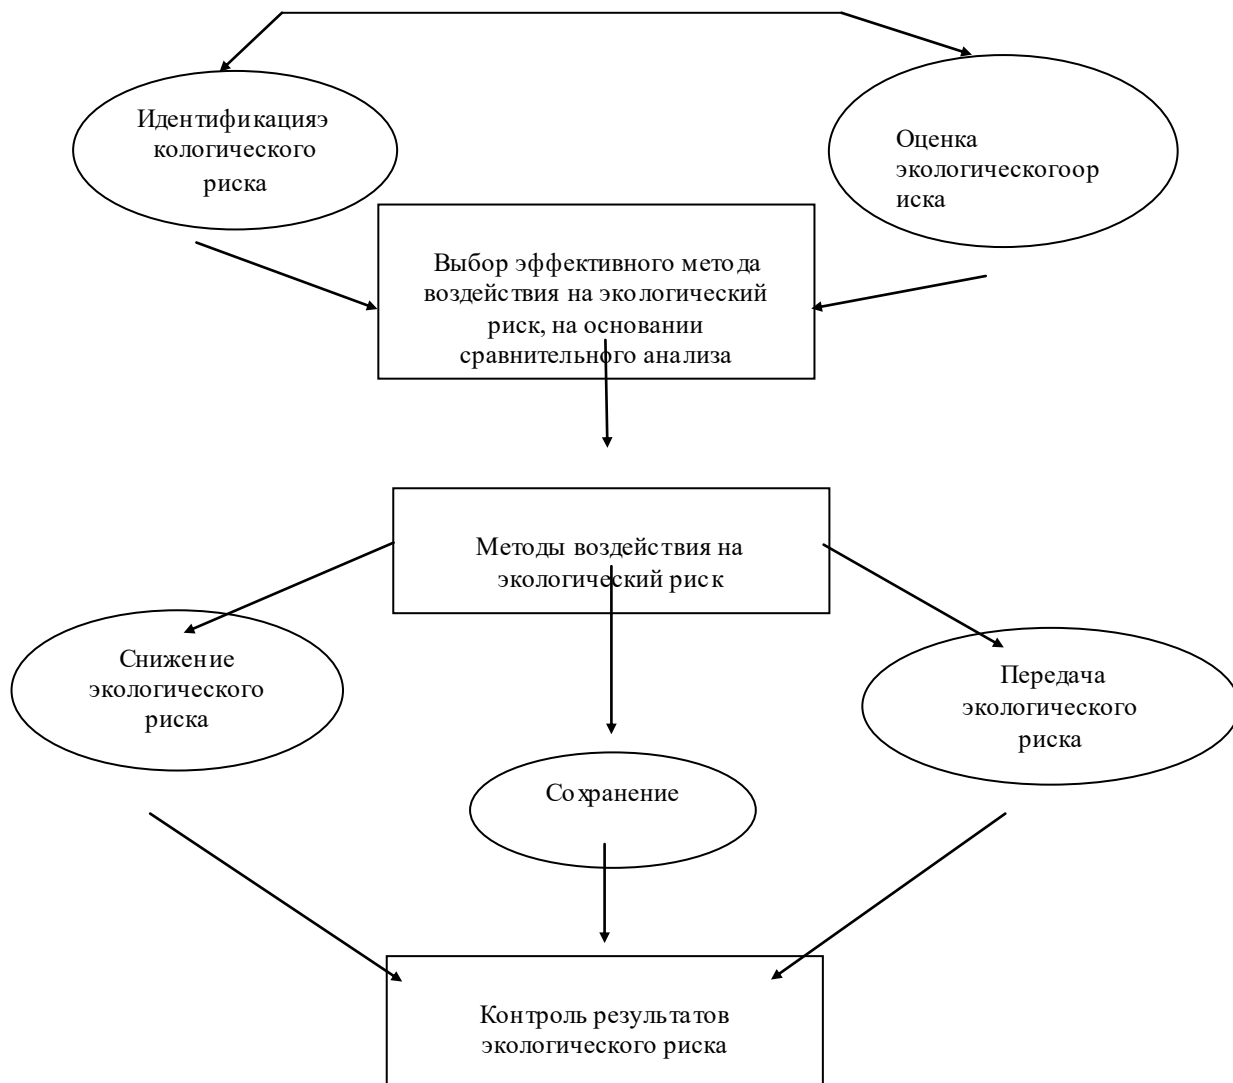 Идентификацияэ
кологического
риска
Оценка
экологическогоор
иска
Выбор эффективного метода
воздействия на экологический
риск, на основании
сравнительного анализа
Методы воздействия на
экологический риск
Снижение
экологического
риска
Сохранение
Передача
экологического
риска
Контроль результатов
экологического риска